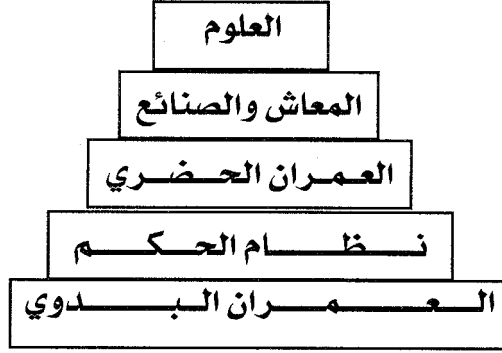 العلوم
المعاش والصنائع
العمران الحضري
نظام الحكم
العمران البدوي